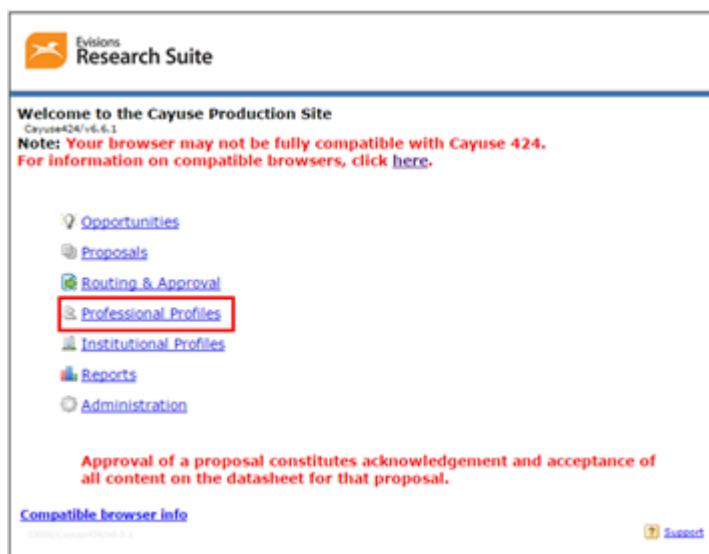 Evisions
Research Suite
Welcome to the Cayuse Production Site
Cayuse424/v6.6.1
Note: Your browser may not be fully compatible with Cayuse 424.
For information on compatible browsers, click here.
Opportunities
Proposals
Routing & Approval
Professional Profiles
Institutional Profiles
Reports
Administration
Approval of a proposal constitutes acknowledgement and acceptance of
all content on the datasheet for that proposal.
Compatible browser info
Support